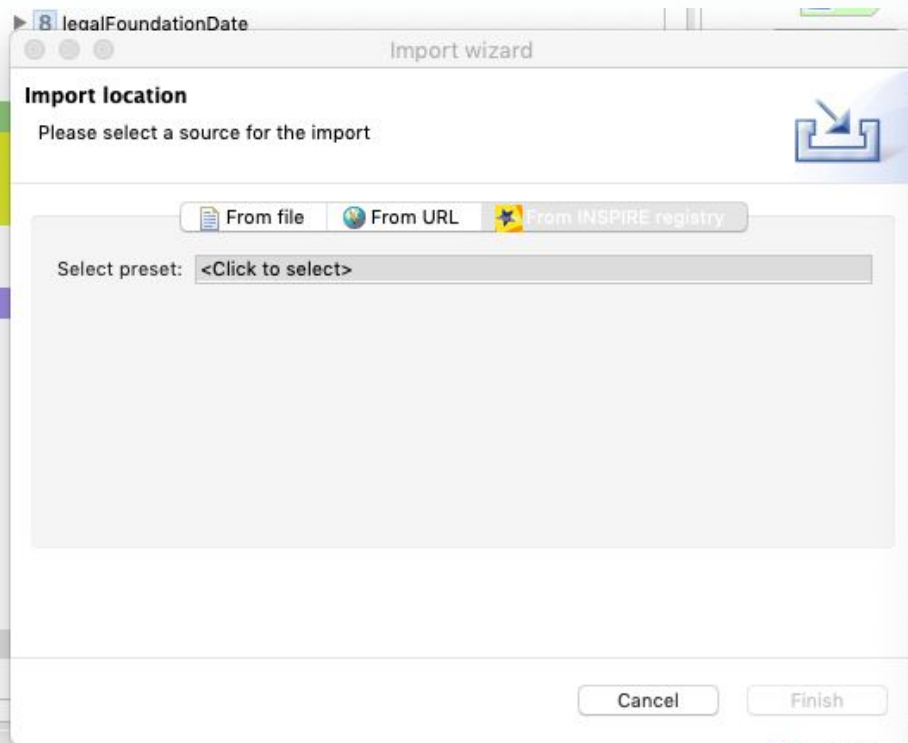 8 legalFoundationDate
Import wizard
Import location
Please select a source for the import
From file From URL From INSPIRE registry
Select preset: <Click to select>
Cancel Finish